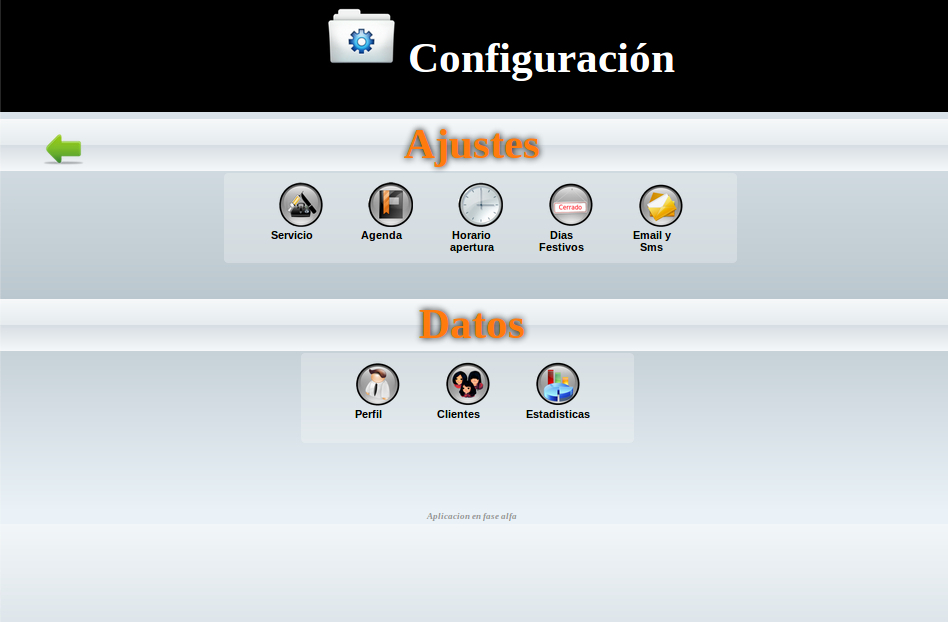 Configuración
Ajustes
Servicio
Agenda
Horario
apertura
Cerrado
Dias
Festivos
Email y
Sms
Datos
Perfil
Clientes
Estadisticas
Aplicacion en fase alfa